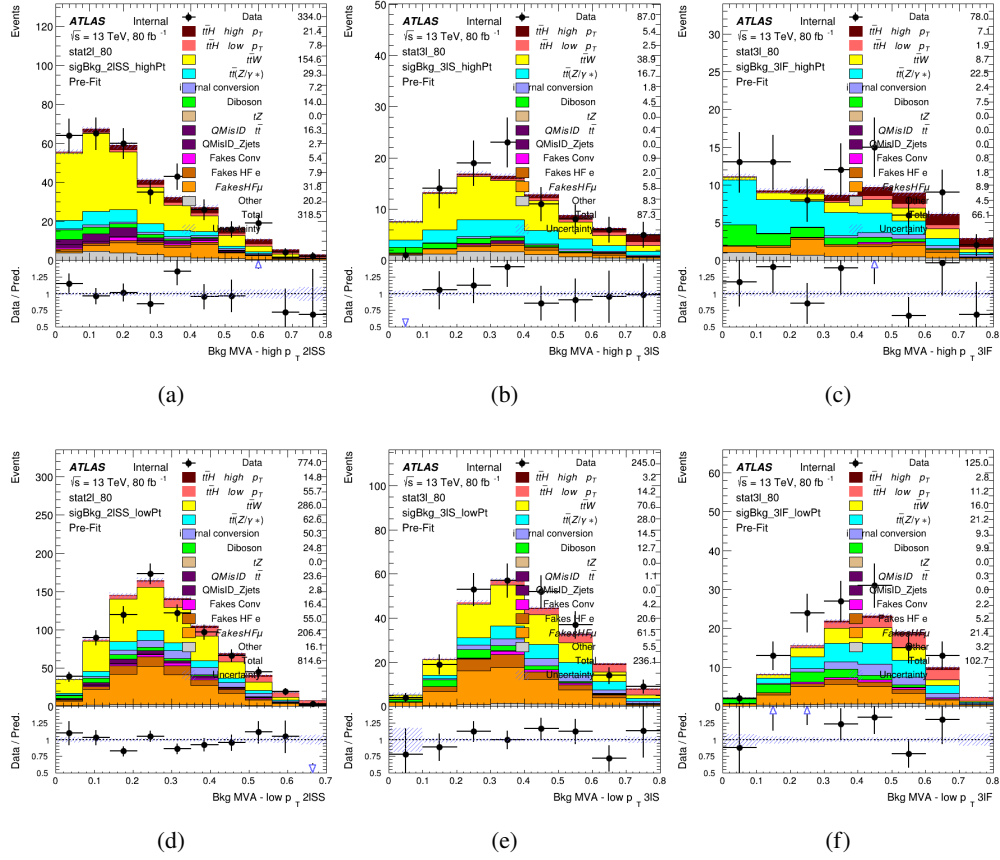 ATLAS Internal
√s = 13 TeV, 80 fb -1
stat2l_80
sigBkg_2lSS_highPt
Pre-Fit
Events
Data 334.0
tt̄H high p_T 21.4
tt̄H low p_T 7.8
tt̄W 154.6
tt̄(Z/γ*) 29.3
internal conversion 7.2
Diboson 14.0
tZ 0.0
QMisID tt̄ 16.3
QMisID_Zjets 2.7
Fakes Conv 5.4
Fakes HF e 7.9
FakesHFμ 31.8
Other 20.2
Total 318.5
Uncertainty
Data / Pred.
Bkg MVA - high p_T 2lSS
(a)
ATLAS Internal
√s = 13 TeV, 80 fb -1
stat3l_80
sigBkg_3lS_highPt
Pre-Fit
Events
Data 87.0
tt̄H high p_T 5.4
tt̄H low p_T 2.5
tt̄W 38.9
tt̄(Z/γ*) 16.7
internal conversion 1.8
Diboson 4.5
tZ 0.0
QMisID tt̄ 0.4
QMisID_Zjets 0.0
Fakes Conv 0.9
Fakes HF e 2.0
FakesHFμ 5.8
Other 8.3
Total 87.3
Uncertainty
Data / Pred.
Bkg MVA - high p_T 3lS
(b)
ATLAS Internal
√s = 13 TeV, 80 fb -1
stat3l_80
sigBkg_3lF_highPt
Pre-Fit
Events
Data 78.0
tt̄H high p_T 7.1
tt̄H low p_T 1.9
tt̄W 8.7
tt̄(Z/γ*) 22.5
internal conversion 2.4
Diboson 7.5
tZ 0.0
QMisID tt̄ 0.0
QMisID_Zjets 0.0
Fakes Conv 0.8
Fakes HF e 1.8
FakesHFμ 8.9
Other 4.5
Total 66.1
Uncertainty
Data / Pred.
Bkg MVA - high p_T 3lF
(c)
ATLAS Internal
√s = 13 TeV, 80 fb -1
stat2l_80
sigBkg_2lSS_lowPt
Pre-Fit
Events
Data 774.0
tt̄H high p_T 14.8
tt̄H low p_T 55.7
tt̄W 286.0
tt̄(Z/γ*) 62.6
internal conversion 50.3
Diboson 24.8
tZ 0.0
QMisID tt̄ 23.6
QMisID_Zjets 2.8
Fakes Conv 16.4
Fakes HF e 55.0
FakesHFμ 206.4
Other 16.1
Total 814.6
Uncertainty
Data / Pred.
Bkg MVA - low p_T 2lSS
(d)
ATLAS Internal
√s = 13 TeV, 80 fb -1
stat3l_80
sigBkg_3lS_lowPt
Pre-Fit
Events
Data 245.0
tt̄H high p_T 3.2
tt̄H low p_T 14.2
tt̄W 70.6
tt̄(Z/γ*) 28.0
internal conversion 14.5
Diboson 12.7
tZ 0.0
QMisID tt̄ 1.1
QMisID_Zjets 0.0
Fakes Conv 4.2
Fakes HF e 20.6
FakesHFμ 61.5
Other 5.5
Total 236.1
Uncertainty
Data / Pred.
Bkg MVA - low p_T 3lS
(e)
ATLAS Internal
√s = 13 TeV, 80 fb -1
stat3l_80
sigBkg_3lF_lowPt
Pre-Fit
Events
Data 125.0
tt̄H high p_T 2.8
tt̄H low p_T 11.2
tt̄W 16.0
tt̄(Z/γ*) 21.2
internal conversion 9.3
Diboson 9.9
tZ 0.0
QMisID tt̄ 0.3
QMisID_Zjets 0.0
Fakes Conv 2.2
Fakes HF e 5.2
FakesHFμ 21.4
Other 3.2
Total 102.7
Uncertainty
Data / Pred.
Bkg MVA - low p_T 3lF
(f)